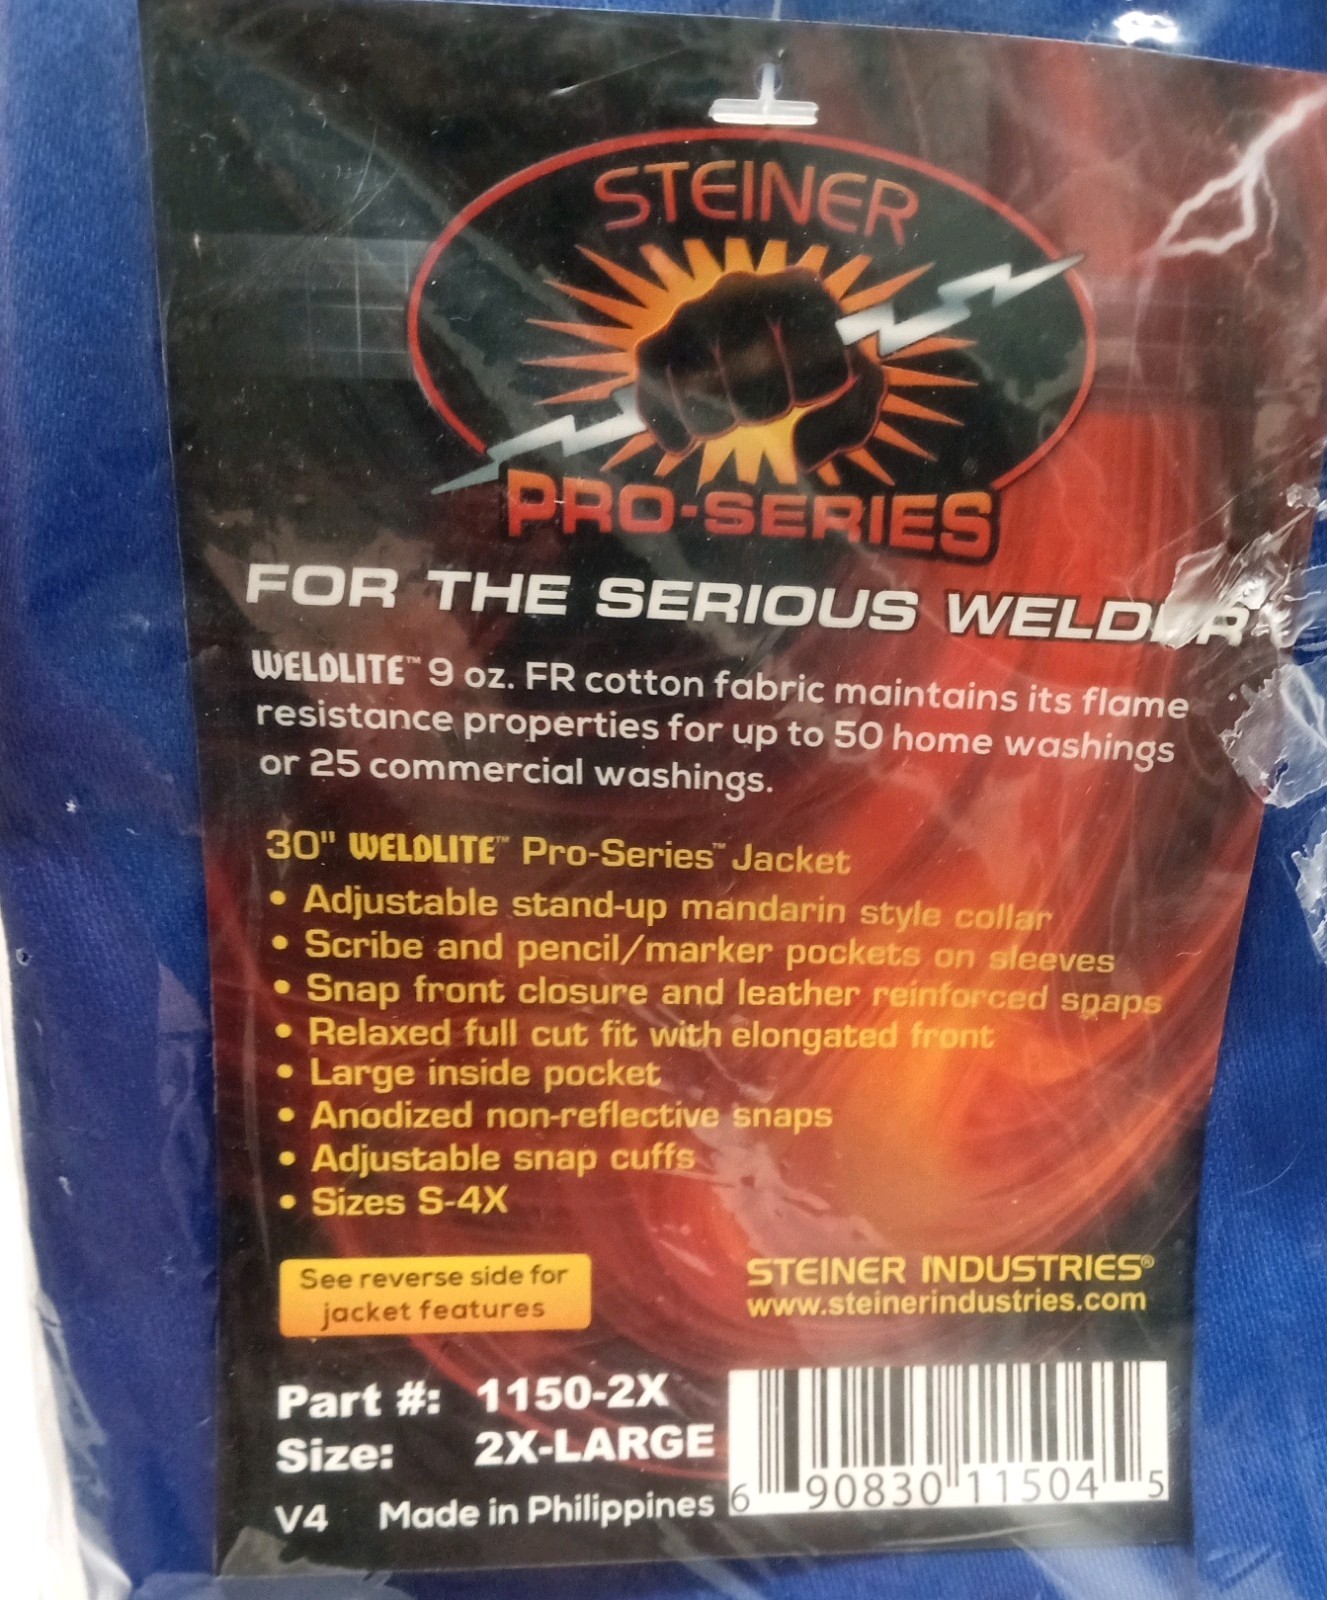 STEINER
PRO-SERIES
FOR THE SERIOUS WELDER
WELDLITE™ 9 oz. FR cotton fabric maintains its flame
resistance properties for up to 50 home washings
or 25 commercial washings.
30" WELDLITE™ Pro-Series™ Jacket
• Adjustable stand-up mandarin style collar
• Scribe and pencil/marker pockets on sleeves
• Snap front closure and leather reinforced snaps
• Relaxed full cut fit with elongated front
• Large inside pocket
• Anodized non-reflective snaps
• Adjustable snap cuffs
• Sizes S-4X
See reverse side for
jacket features
STEINER INDUSTRIES®
www.steinerindustries.com
Part #: 1150-2X
Size: 2X-LARGE
V4 Made in Philippines
6 90830 11504 5